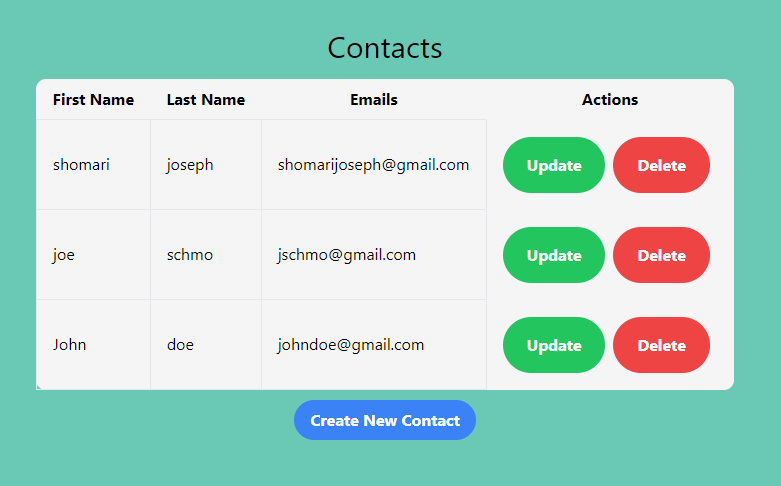 Contacts
First Name Last Name Emails Actions
shomari joseph shomarijoseph@gmail.com Update Delete
joe schmo jschmo@gmail.com Update Delete
John doe johndoe@gmail.com Update Delete
Create New Contact